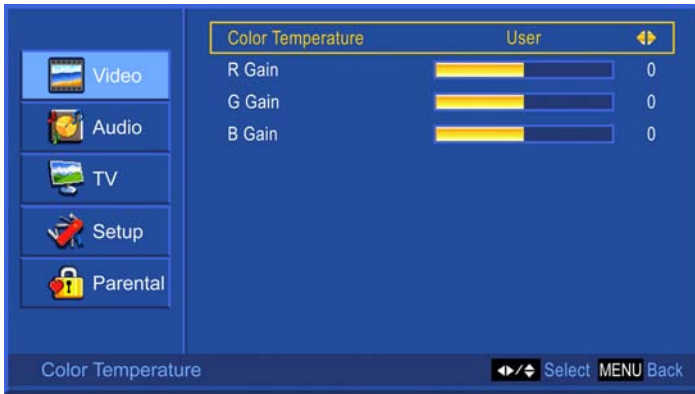 Color Temperature User
R Gain 0
G Gain 0
B Gain 0
Video
Audio
TV
Setup
Parental
Color Temperature / Select MENU Back